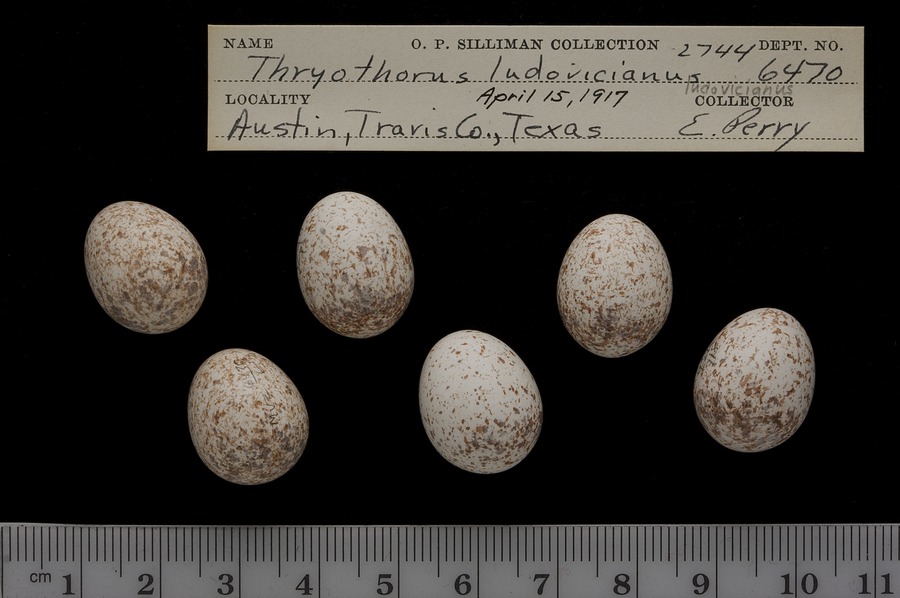 NAME O. P. SILLIMAN COLLECTION 2744 DEPT. NO.
Thryothorus ludovicianus 6470
ludovicianus
LOCALITY April 15, 1917 COLLECTOR
Austin, Travis Co., Texas E. Perry
cm 1 2 3 4 5 6 7 8 9 10 11